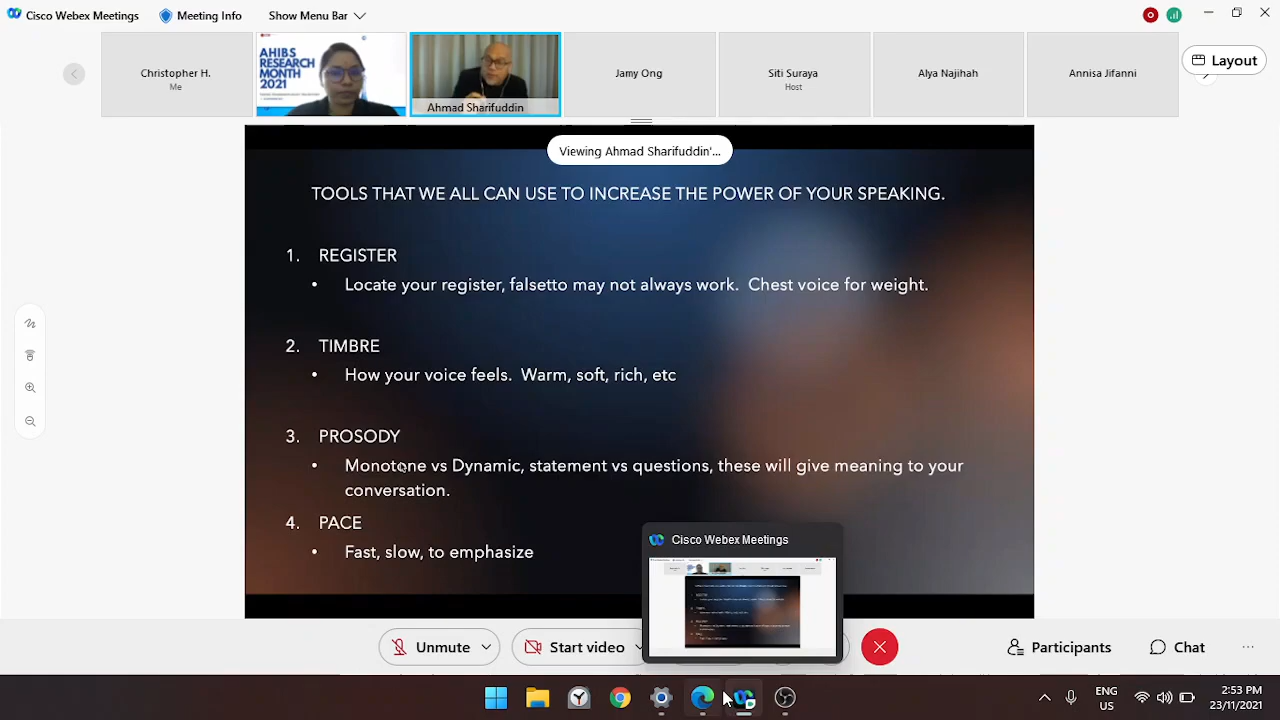 Cisco Webex Meetings
Meeting Info
Show Menu Bar
Christopher H.
Me
AHIBS
RESEARCH
MONTH
2021
Ahmad Sharifuddin
Jamy Ong
Siti Suraya
Host
Alya Najihah
Annisa Jifanni
Layout
Viewing Ahmad Sharifuddin'...
TOOLS THAT WE ALL CAN USE TO INCREASE THE POWER OF YOUR SPEAKING.
1. REGISTER
• Locate your register, falsetto may not always work. Chest voice for weight.
2. TIMBRE
• How your voice feels. Warm, soft, rich, etc
3. PROSODY
• Monotone vs Dynamic, statement vs questions, these will give meaning to your
conversation.
4. PACE
• Fast, slow, to emphasize
Cisco Webex Meetings
Unmute
Start video
Participants
Chat
ENG
US
2:53 PM
23/11/2021